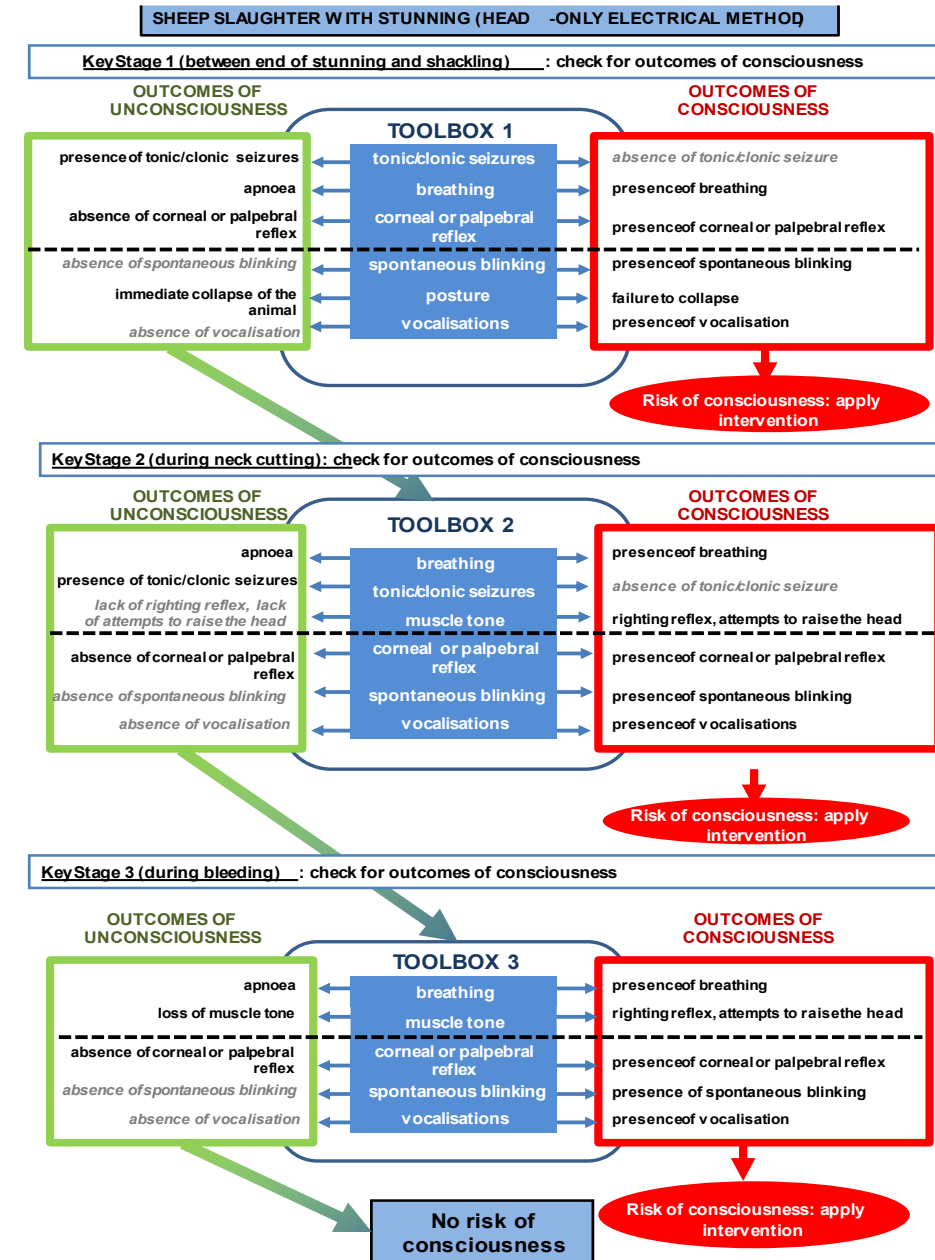 SHEEP SLAUGHTER WITH STUNNING (HEAD -ONLY ELECTRICAL METHOD)
Key Stage 1 (between end of stunning and shackling) : check for outcomes of consciousness
OUTCOMES OF
UNCONSCIOUSNESS
OUTCOMES OF
CONSCIOUSNESS
TOOLBOX 1
presence of tonic/clonic seizures
tonic/clonic seizures
absence of tonic/clonic seizure
apnoea
breathing
presence of breathing
absence of corneal or palpebral
reflex
corneal or palpebral
reflex
presence of corneal or palpebral reflex
absence of spontaneous blinking
spontaneous blinking
presence of spontaneous blinking
immediate collapse of the
animal
posture
failure to collapse
absence of vocalisation
vocalisations
presence of vocalisation
Risk of consciousness: apply
intervention
Key Stage 2 (during neck cutting): check for outcomes of consciousness
OUTCOMES OF
UNCONSCIOUSNESS
OUTCOMES OF
CONSCIOUSNESS
TOOLBOX 2
apnoea
breathing
presence of breathing
presence of tonic/clonic seizures
tonic/clonic seizures
absence of tonic/clonic seizure
lack of righting reflex, lack
of attempts to raise the head
muscle tone
righting reflex, attempts to raise the head
absence of corneal or palpebral
reflex
corneal or palpebral
reflex
presence of corneal or palpebral reflex
absence of spontaneous blinking
spontaneous blinking
presence of spontaneous blinking
absence of vocalisation
vocalisations
presence of vocalisations
Risk of consciousness: apply
intervention
Key Stage 3 (during bleeding) : check for outcomes of consciousness
OUTCOMES OF
UNCONSCIOUSNESS
OUTCOMES OF
CONSCIOUSNESS
TOOLBOX 3
apnoea
breathing
presence of breathing
loss of muscle tone
muscle tone
righting reflex, attempts to raise the head
absence of corneal or palpebral
reflex
corneal or palpebral
reflex
presence of corneal or palpebral reflex
absence of spontaneous blinking
spontaneous blinking
presence of spontaneous blinking
absence of vocalisation
vocalisations
presence of vocalisation
No risk of
consciousness
Risk of consciousness: apply
intervention